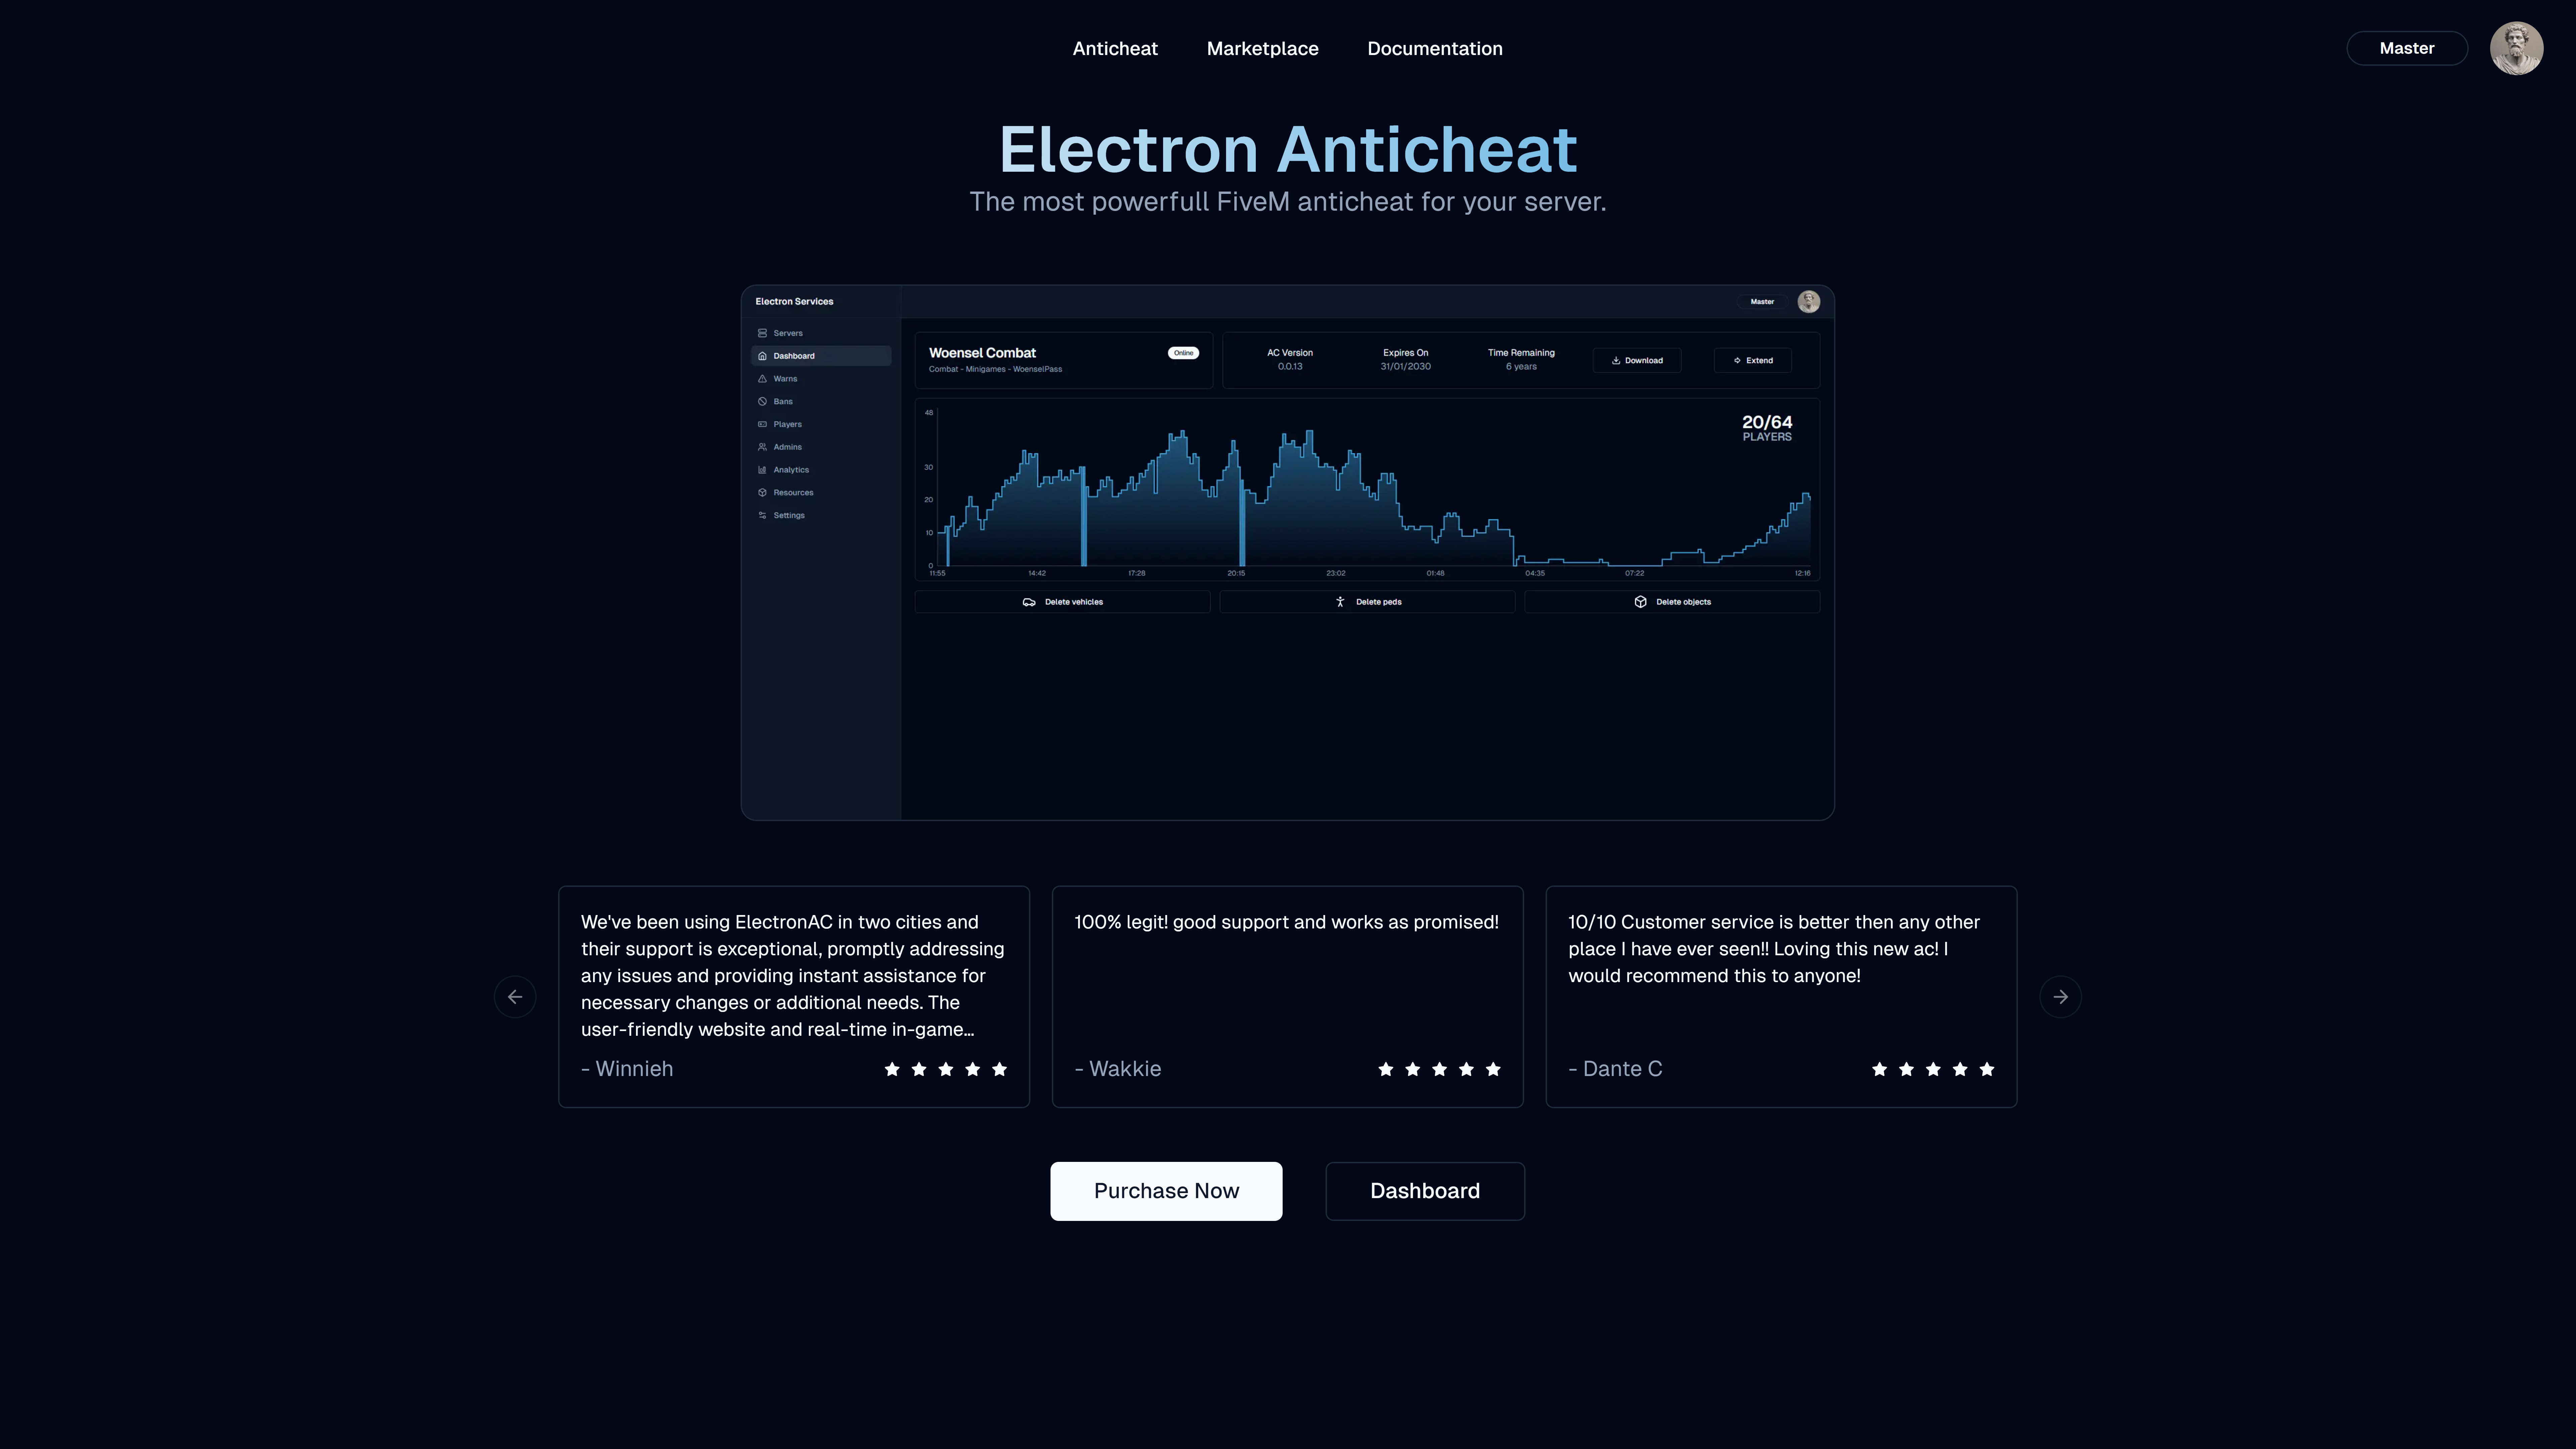 Anticheat
Marketplace
Documentation
Master
Electron Anticheat
The most powerfull FiveM anticheat for your server.
Electron Services
Master
Servers
Dashboard
Warns
Bans
Players
Admins
Analytics
Resources
Settings
Woensel Combat
Online
Combat - Minigames - WoenselPass
AC Version
0.0.13
Expires On
31/01/2030
Time Remaining
6 years
Download
Extend
20/64
PLAYERS
48
30
20
10
0
11:55
14:42
17:28
20:15
23:02
01:48
04:35
07:22
12:16
Delete vehicles
Delete peds
Delete objects
We've been using ElectronAC in two cities and
their support is exceptional, promptly addressing
any issues and providing instant assistance for
necessary changes or additional needs. The
user-friendly website and real-time in-game...
- Winnieh
100% legit! good support and works as promised!
- Wakkie
10/10 Customer service is better then any other
place I have ever seen!! Loving this new ac! I
would recommend this to anyone!
- Dante C
Purchase Now
Dashboard